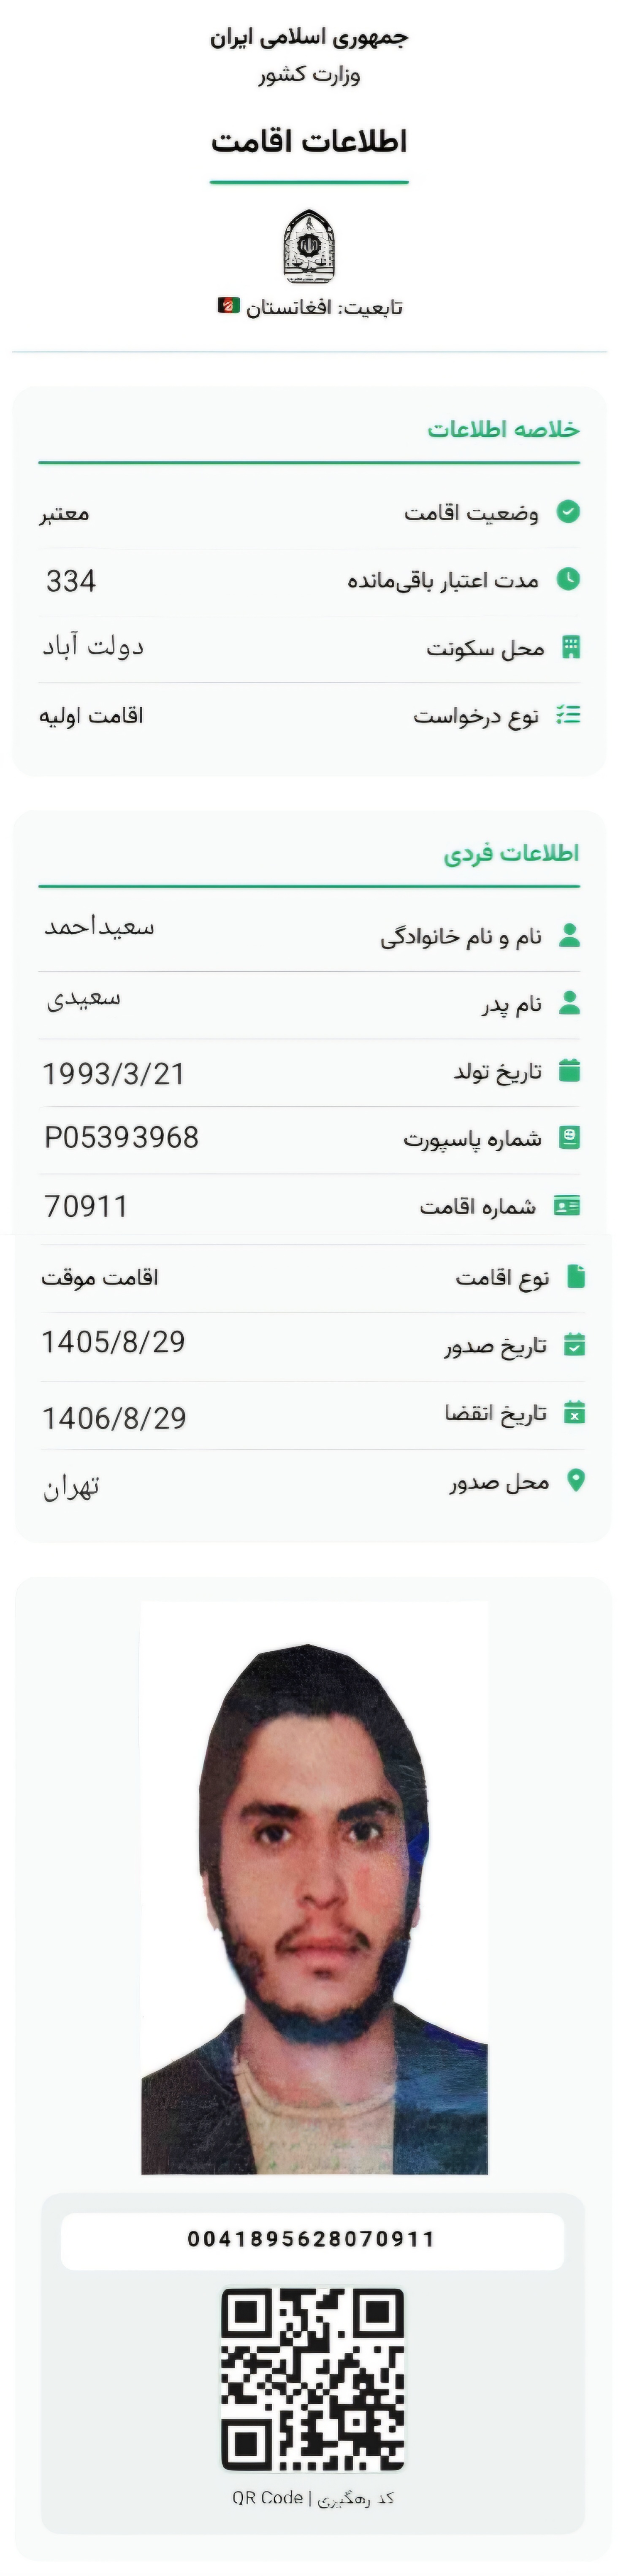 جمهوری اسلامی ایران
وزارت کشور
اطلاعات اقامت
تابعیت: افغانستان
خلاصه اطلاعات
وضعیت اقامت معتبر
مدت اعتبار باقی‌مانده 334
محل سکونت دولت آباد
نوع درخواست اقامت اولیه
اطلاعات فردی
نام و نام خانوادگی سعیداحمد
نام پدر سعیدی
تاریخ تولد 1993/3/21
شماره پاسپورت P05393968
شماره اقامت 70911
نوع اقامت اقامت موقت
تاریخ صدور 1405/8/29
تاریخ انقضا 1406/8/29
محل صدور تهران
0041895628070911
کد رهگیری | QR Code